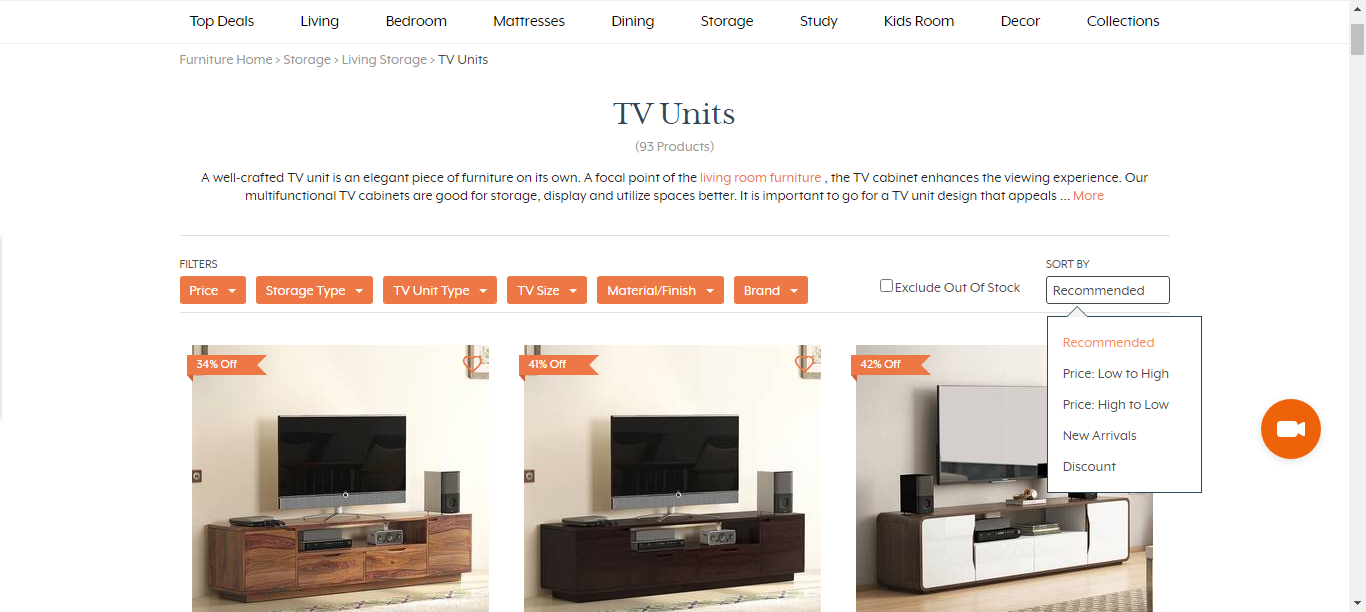 Top Deals Living Bedroom Mattresses Dining Storage Study Kids Room Decor Collections
Furniture Home > Storage > Living Storage > TV Units
TV Units
(93 Products)
A well-crafted TV unit is an elegant piece of furniture on its own. A focal point of the living room furniture , the TV cabinet enhances the viewing experience. Our
multifunctional TV cabinets are good for storage, display and utilize spaces better. It is important to go for a TV unit design that appeals ... More
FILTERS
Price Storage Type TV Unit Type TV Size Material/Finish Brand
Exclude Out Of Stock
SORT BY
Recommended
Recommended
Price: Low to High
Price: High to Low
New Arrivals
Discount
34% Off
41% Off
42% Off